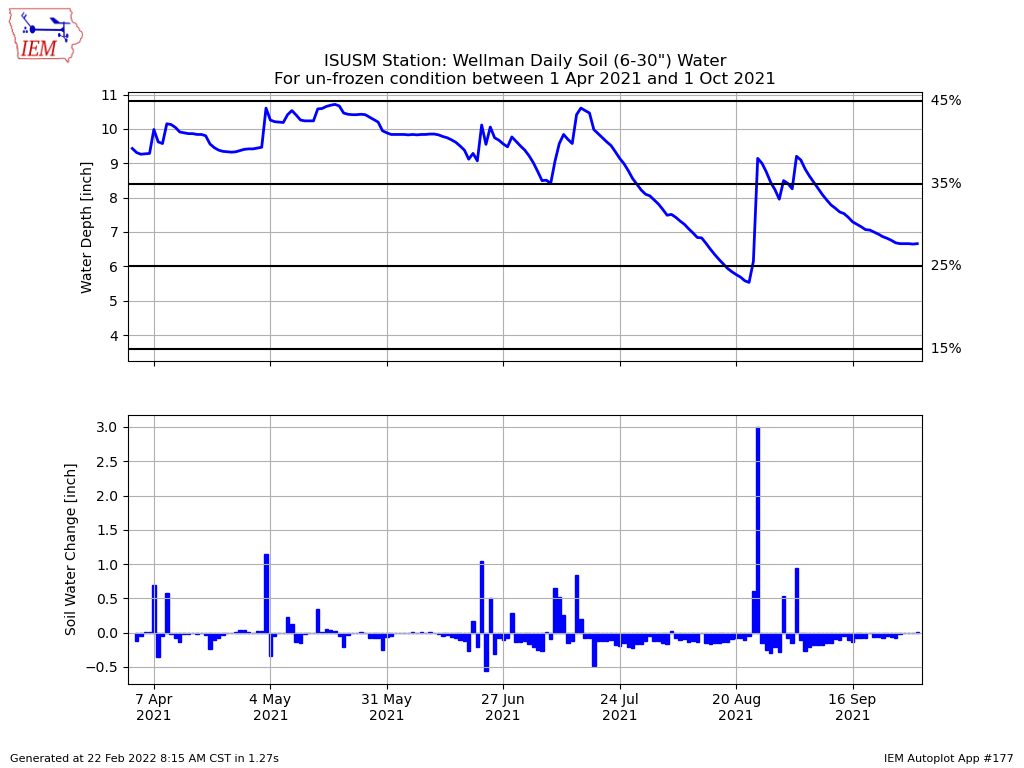 IEM
ISUSM Station: Wellman Daily Soil (6-30") Water
For un-frozen condition between 1 Apr 2021 and 1 Oct 2021
Water Depth [inch]
11
10
9
8
7
6
5
4
45%
35%
25%
15%
Soil Water Change [inch]
3.0
2.5
2.0
1.5
1.0
0.5
0.0
−0.5
7 Apr
2021
4 May
2021
31 May
2021
27 Jun
2021
24 Jul
2021
20 Aug
2021
16 Sep
2021
Generated at 22 Feb 2022 8:15 AM CST in 1.27s
IEM Autoplot App #177